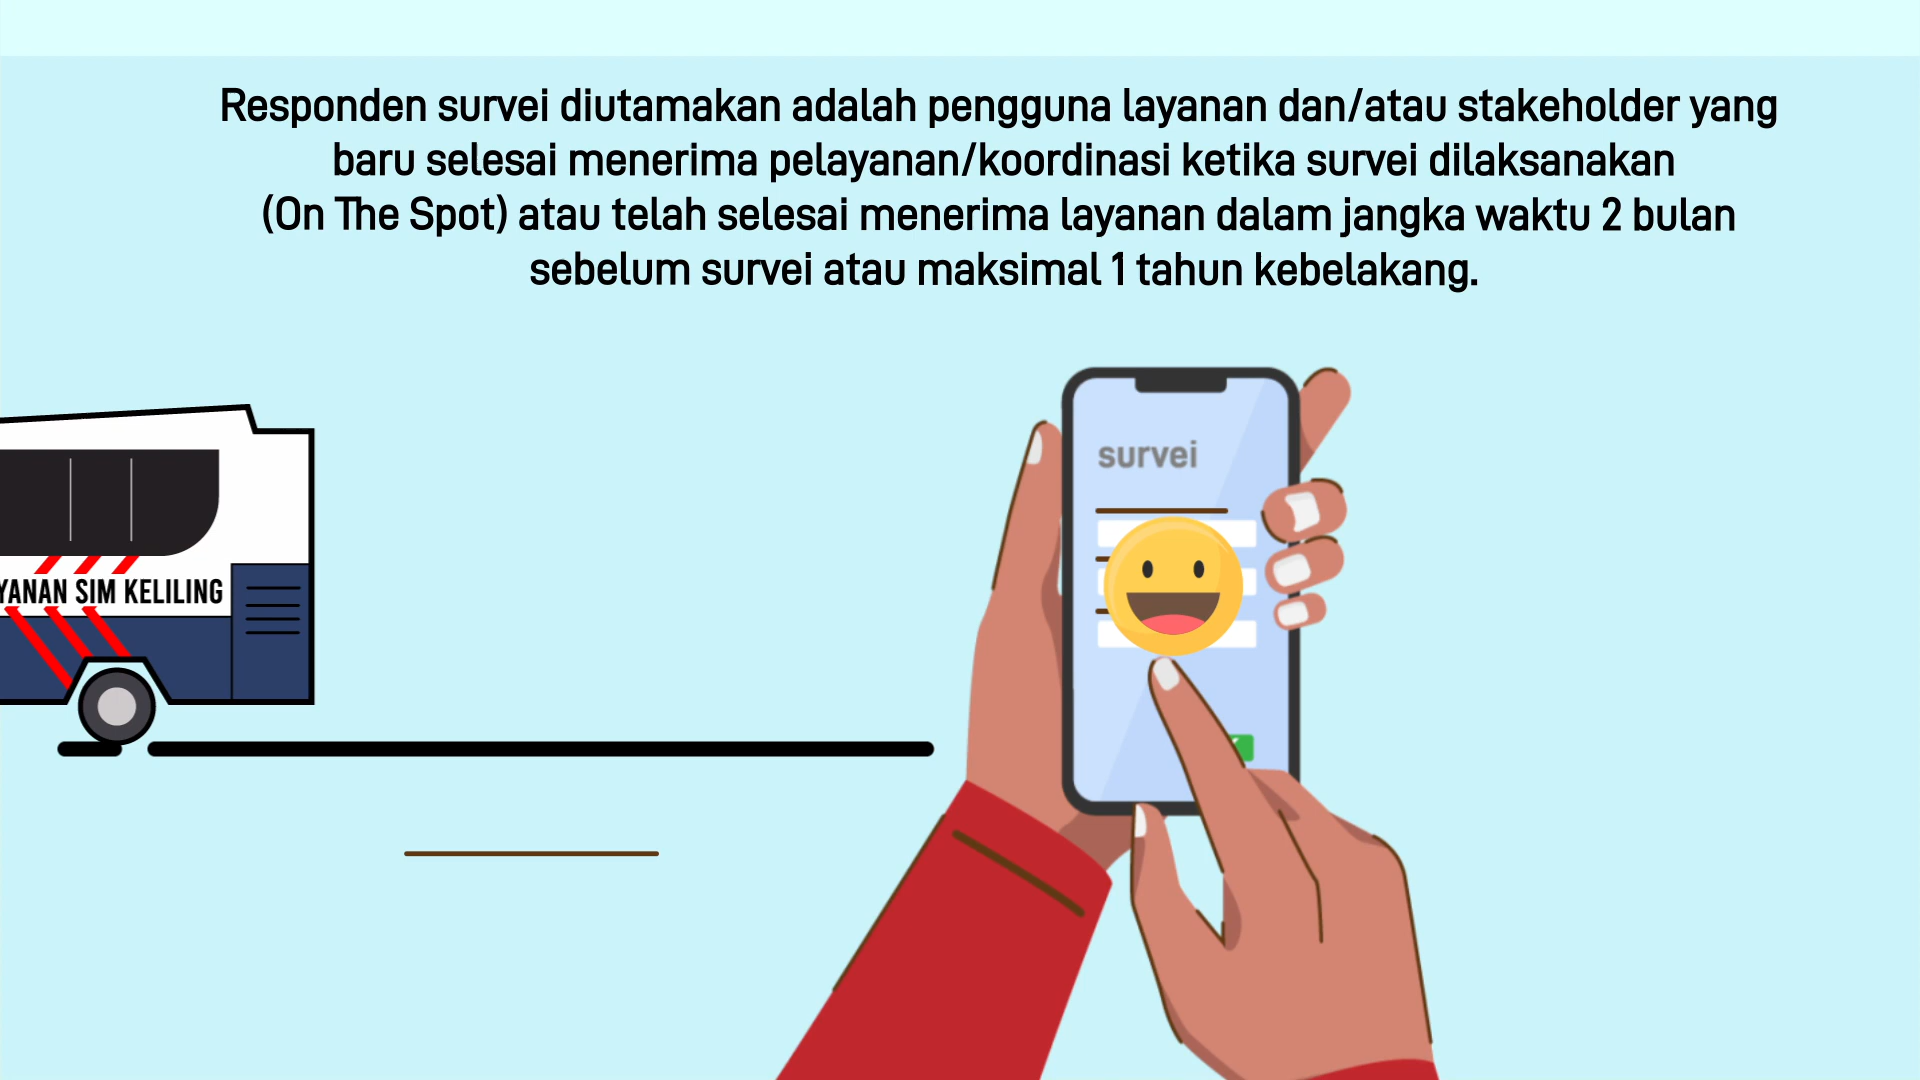 Responden survei diutamakan adalah pengguna layanan dan/atau stakeholder yang
baru selesai menerima pelayanan/koordinasi ketika survei dilaksanakan
(On The Spot) atau telah selesai menerima layanan dalam jangka waktu 2 bulan
sebelum survei atau maksimal 1 tahun kebelakang.
survei
YANAN SIM KELILING